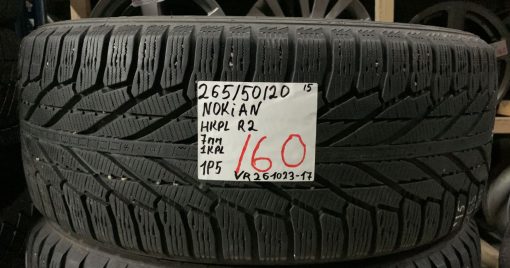 265/50/20 15
NOKiAN
HKPL R2
7mm
1KPL
160
1P5
VR261023-17